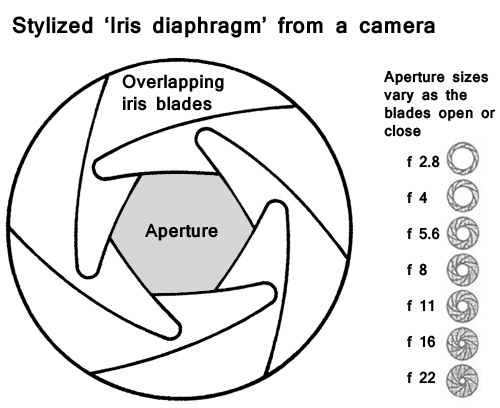 Stylized ‘Iris diaphragm’ from a camera
Overlapping
iris blades
Aperture
Aperture sizes
vary as the
blades open or
close
f 2.8
f 4
f 5.6
f 8
f 11
f 16
f 22